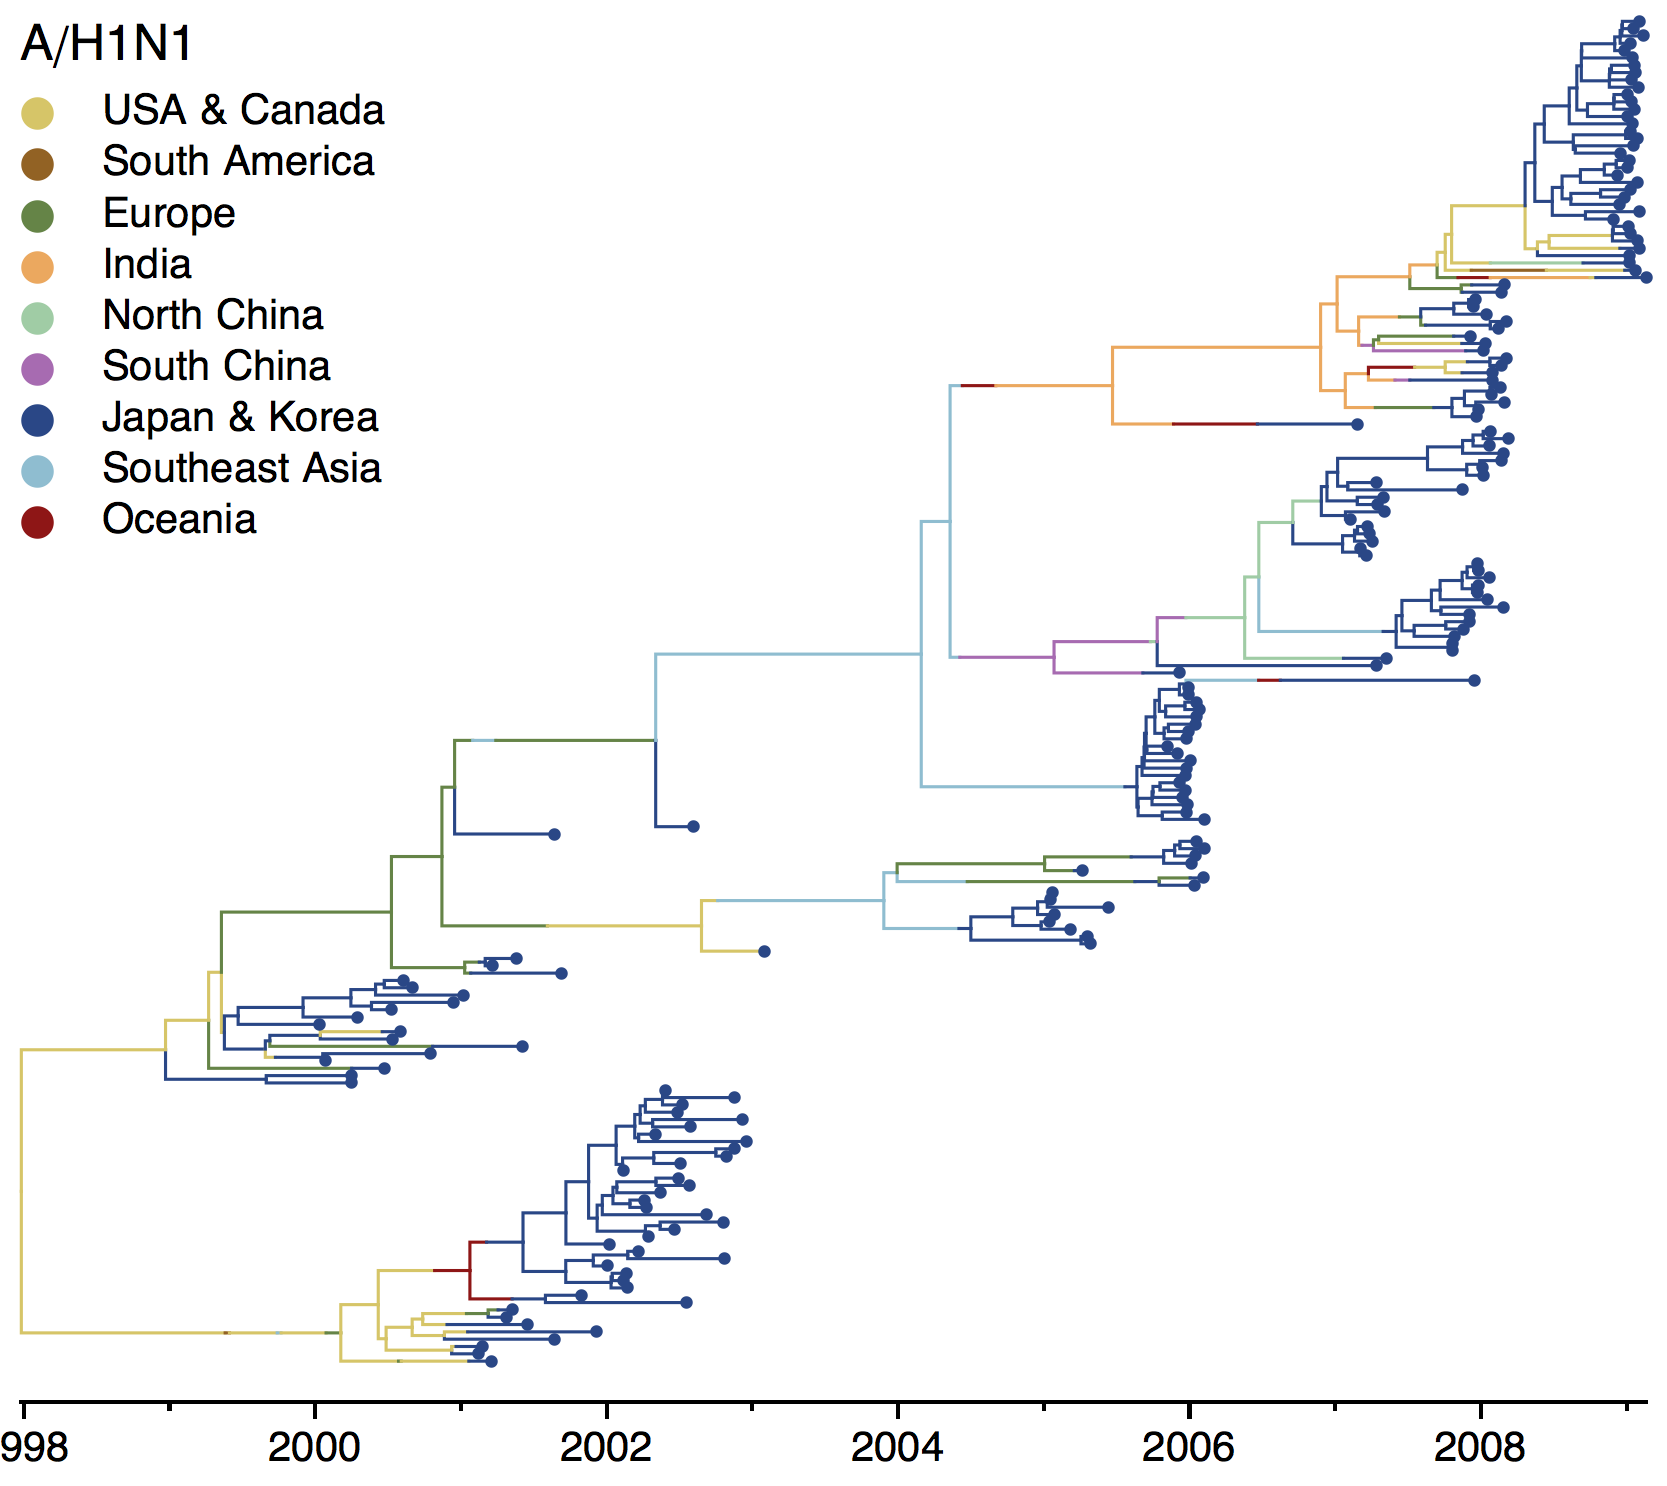 A/H1N1
USA & Canada
South America
Europe
India
North China
South China
Japan & Korea
Southeast Asia
Oceania
998 2000 2002 2004 2006 2008